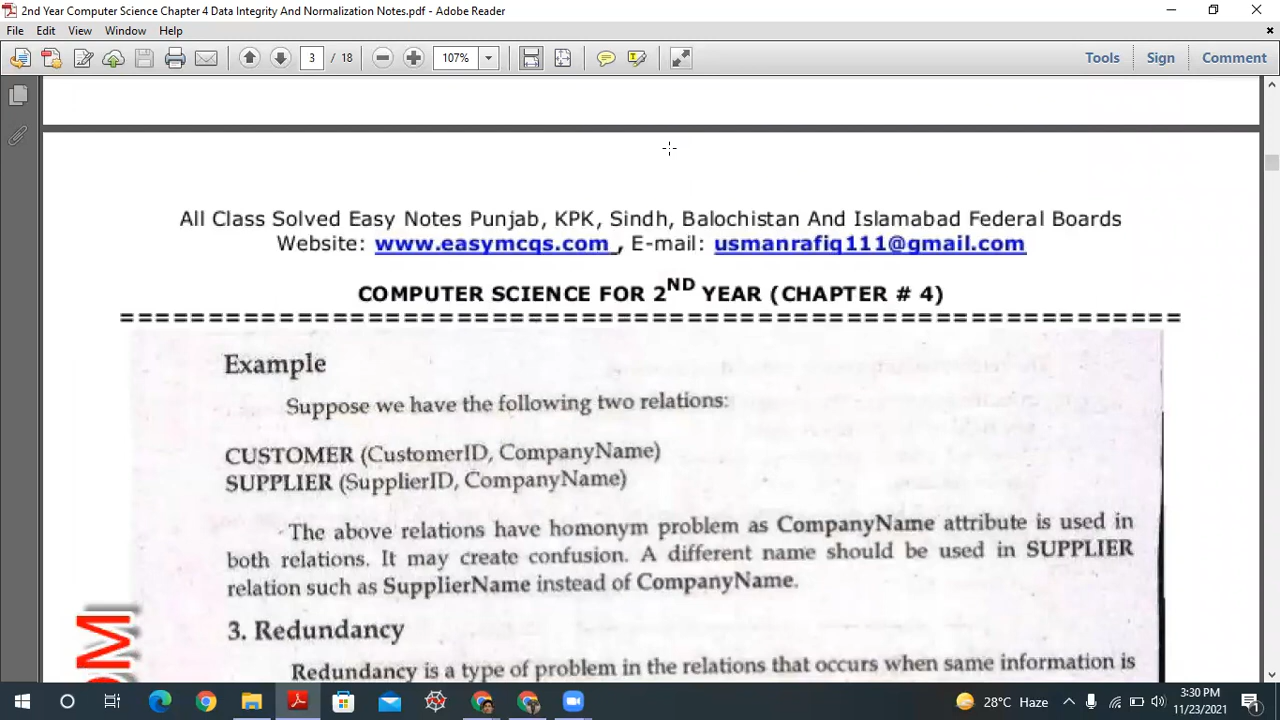 2nd Year Computer Science Chapter 4 Data Integrity And Normalization Notes.pdf - Adobe Reader
File Edit View Window Help
3 / 18 107% Tools Sign Comment
All Class Solved Easy Notes Punjab, KPK, Sindh, Balochistan And Islamabad Federal Boards
Website: www.easymcqs.com , E-mail: usmanrafiq111@gmail.com
COMPUTER SCIENCE FOR 2ND YEAR (CHAPTER # 4)
==============================================================
Example
Suppose we have the following two relations:
CUSTOMER (CustomerID, CompanyName)
SUPPLIER (SupplierID, CompanyName)
The above relations have homonym problem as CompanyName attribute is used in
both relations. It may create confusion. A different name should be used in SUPPLIER
relation such as SupplierName instead of CompanyName.
3. Redundancy
Redundancy is a type of problem in the relations that occurs when same information is
OM
28°C Haze
3:30 PM
11/23/2021
1